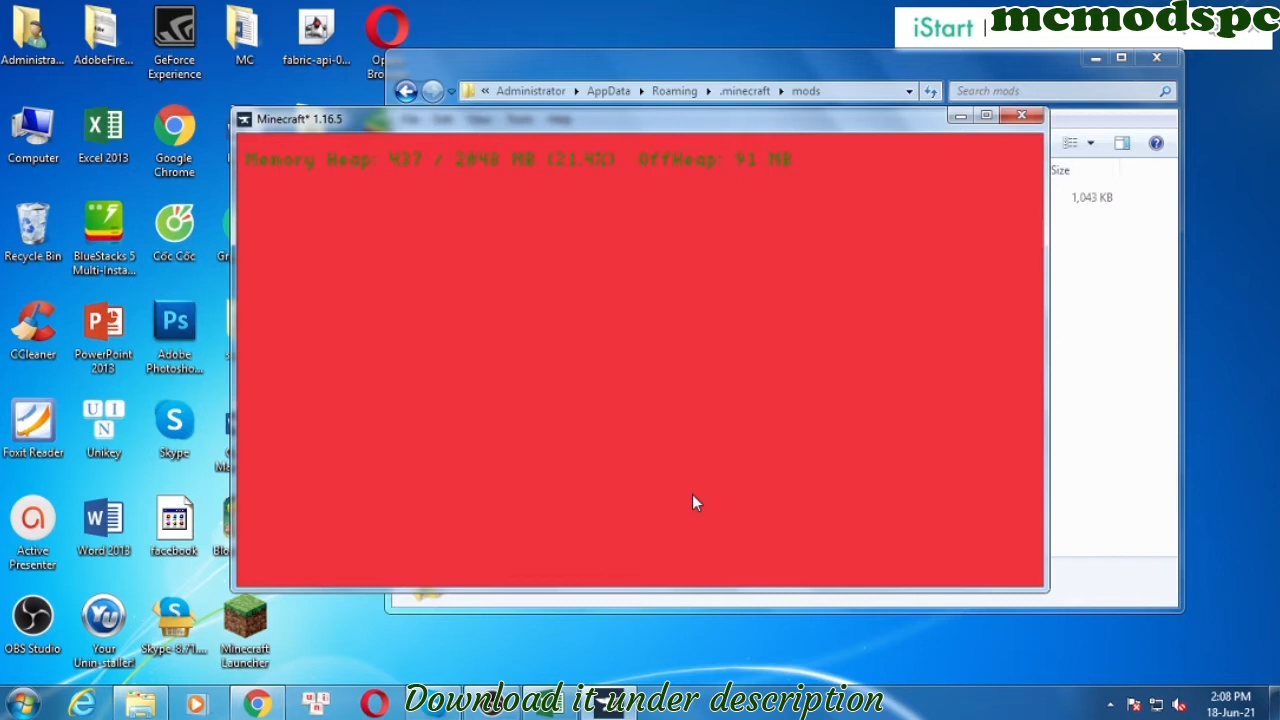 mcmodspc
iStart |
Administra...
AdobeFire...
GeForce
Experience
MC
fabric-api-0...
« Administrator ▸ AppData ▸ Roaming ▸ .minecraft ▸ mods
Search mods
Minecraft* 1.16.5
Memory Heap: 437 / 2048 MB (21.4%) OffHeap: 91 MB
Size
1,043 KB
Computer
Excel 2013
Google
Chrome
Recycle Bin
BlueStacks 5
Multi-Insta...
Cốc Cốc
CCleaner
PowerPoint
2013
Adobe
Photosho...
Foxit Reader
Unikey
Skype
Active
Presenter
Word 2013
facebook
OBS Studio
Your
Unin-staller!
Skype-8.71....
Minecraft
Launcher
Download it under description
2:08 PM
18-Jun-21